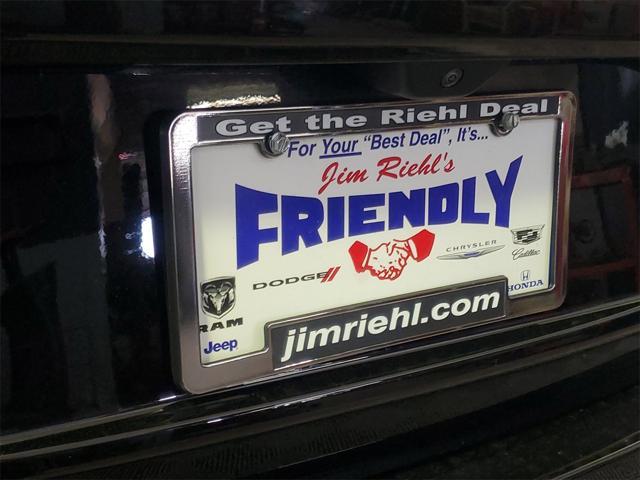 Get the Riehl Deal
For Your "Best Deal", It's...
Jim Riehl's
FRIENDLY
DODGE
CHRYSLER
Cadillac
RAM
HONDA
Jeep
jimriehl.com